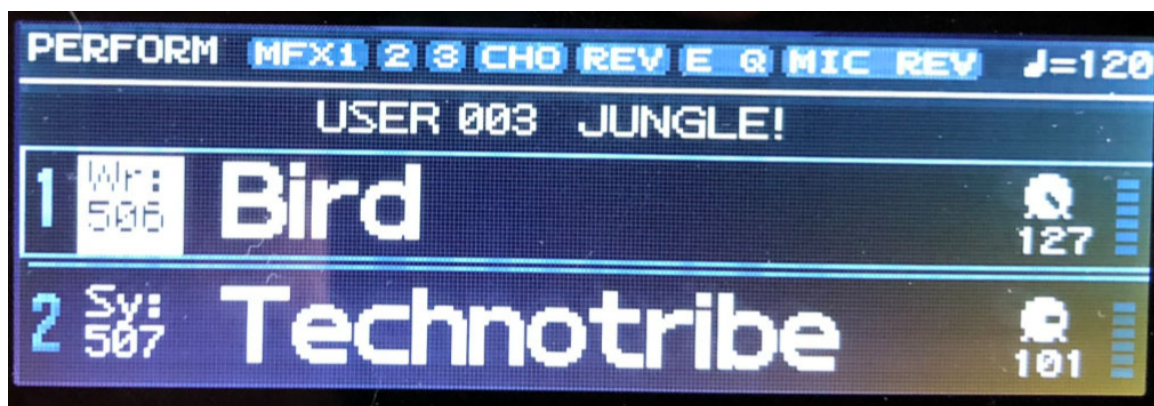 PERFORM MFX1 2 3 CHO REV E Q MIC REV ♩=120
USER 003 JUNGLE!
1 Wr: 506 Bird 127
2 Sy: 507 Technotribe 101